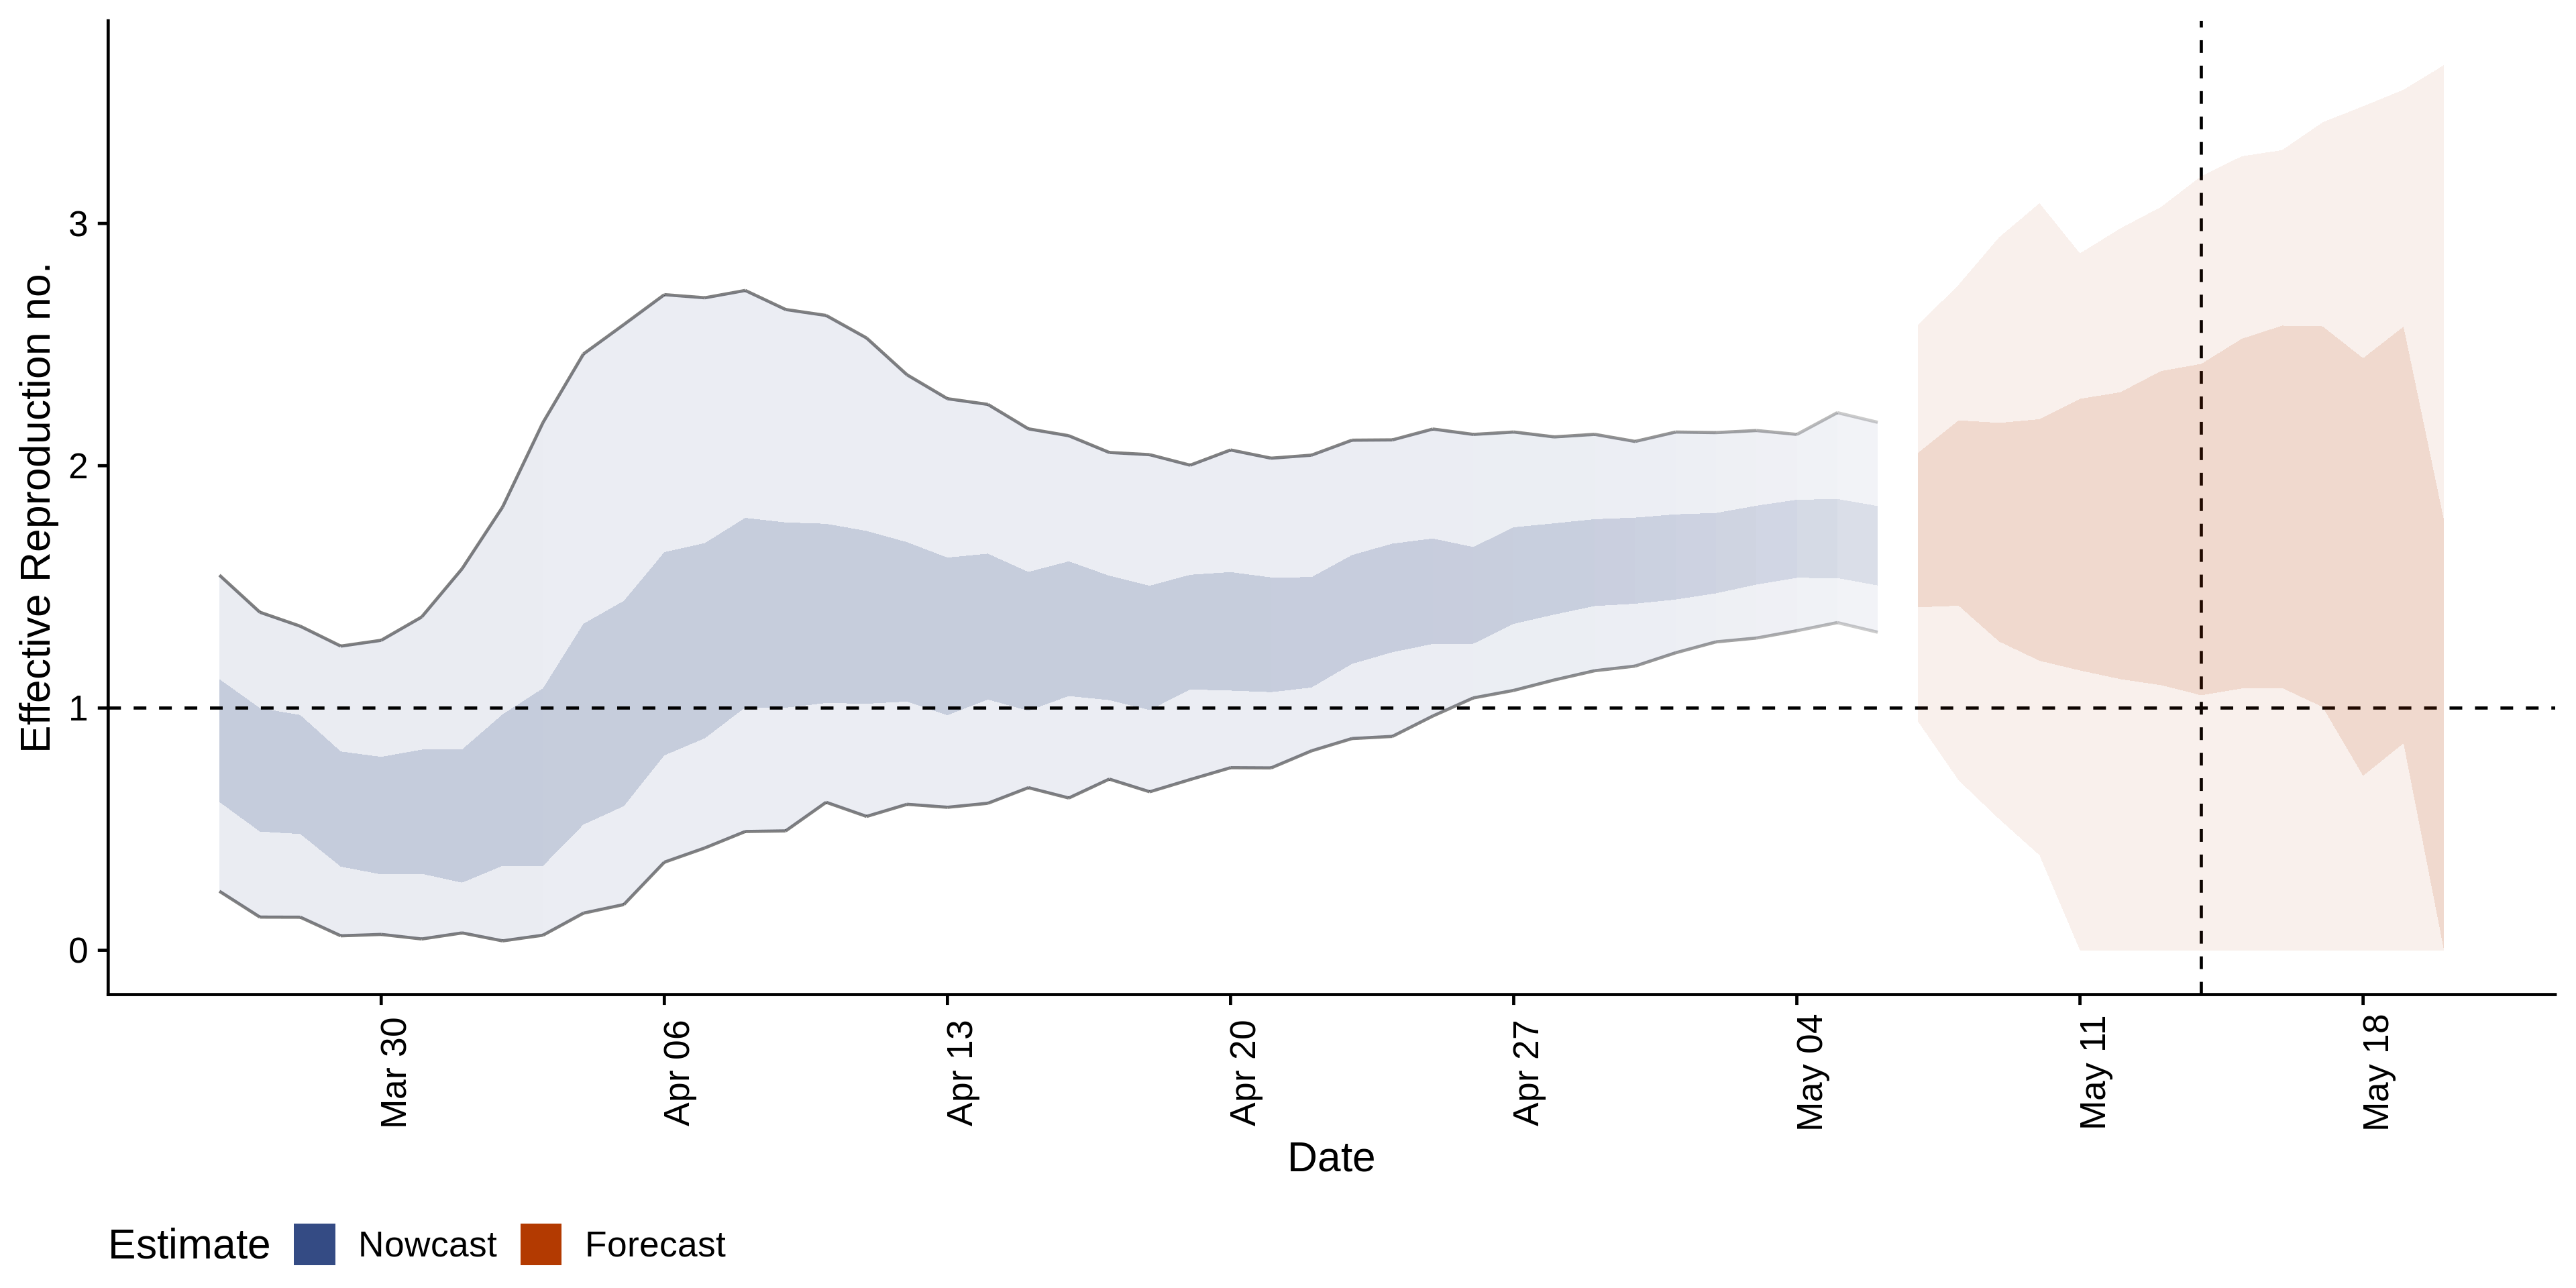 Effective Reproduction no.
3
2
1
0
Mar 30
Apr 06
Apr 13
Apr 20
Apr 27
May 04
May 11
May 18
Date
Estimate Nowcast Forecast